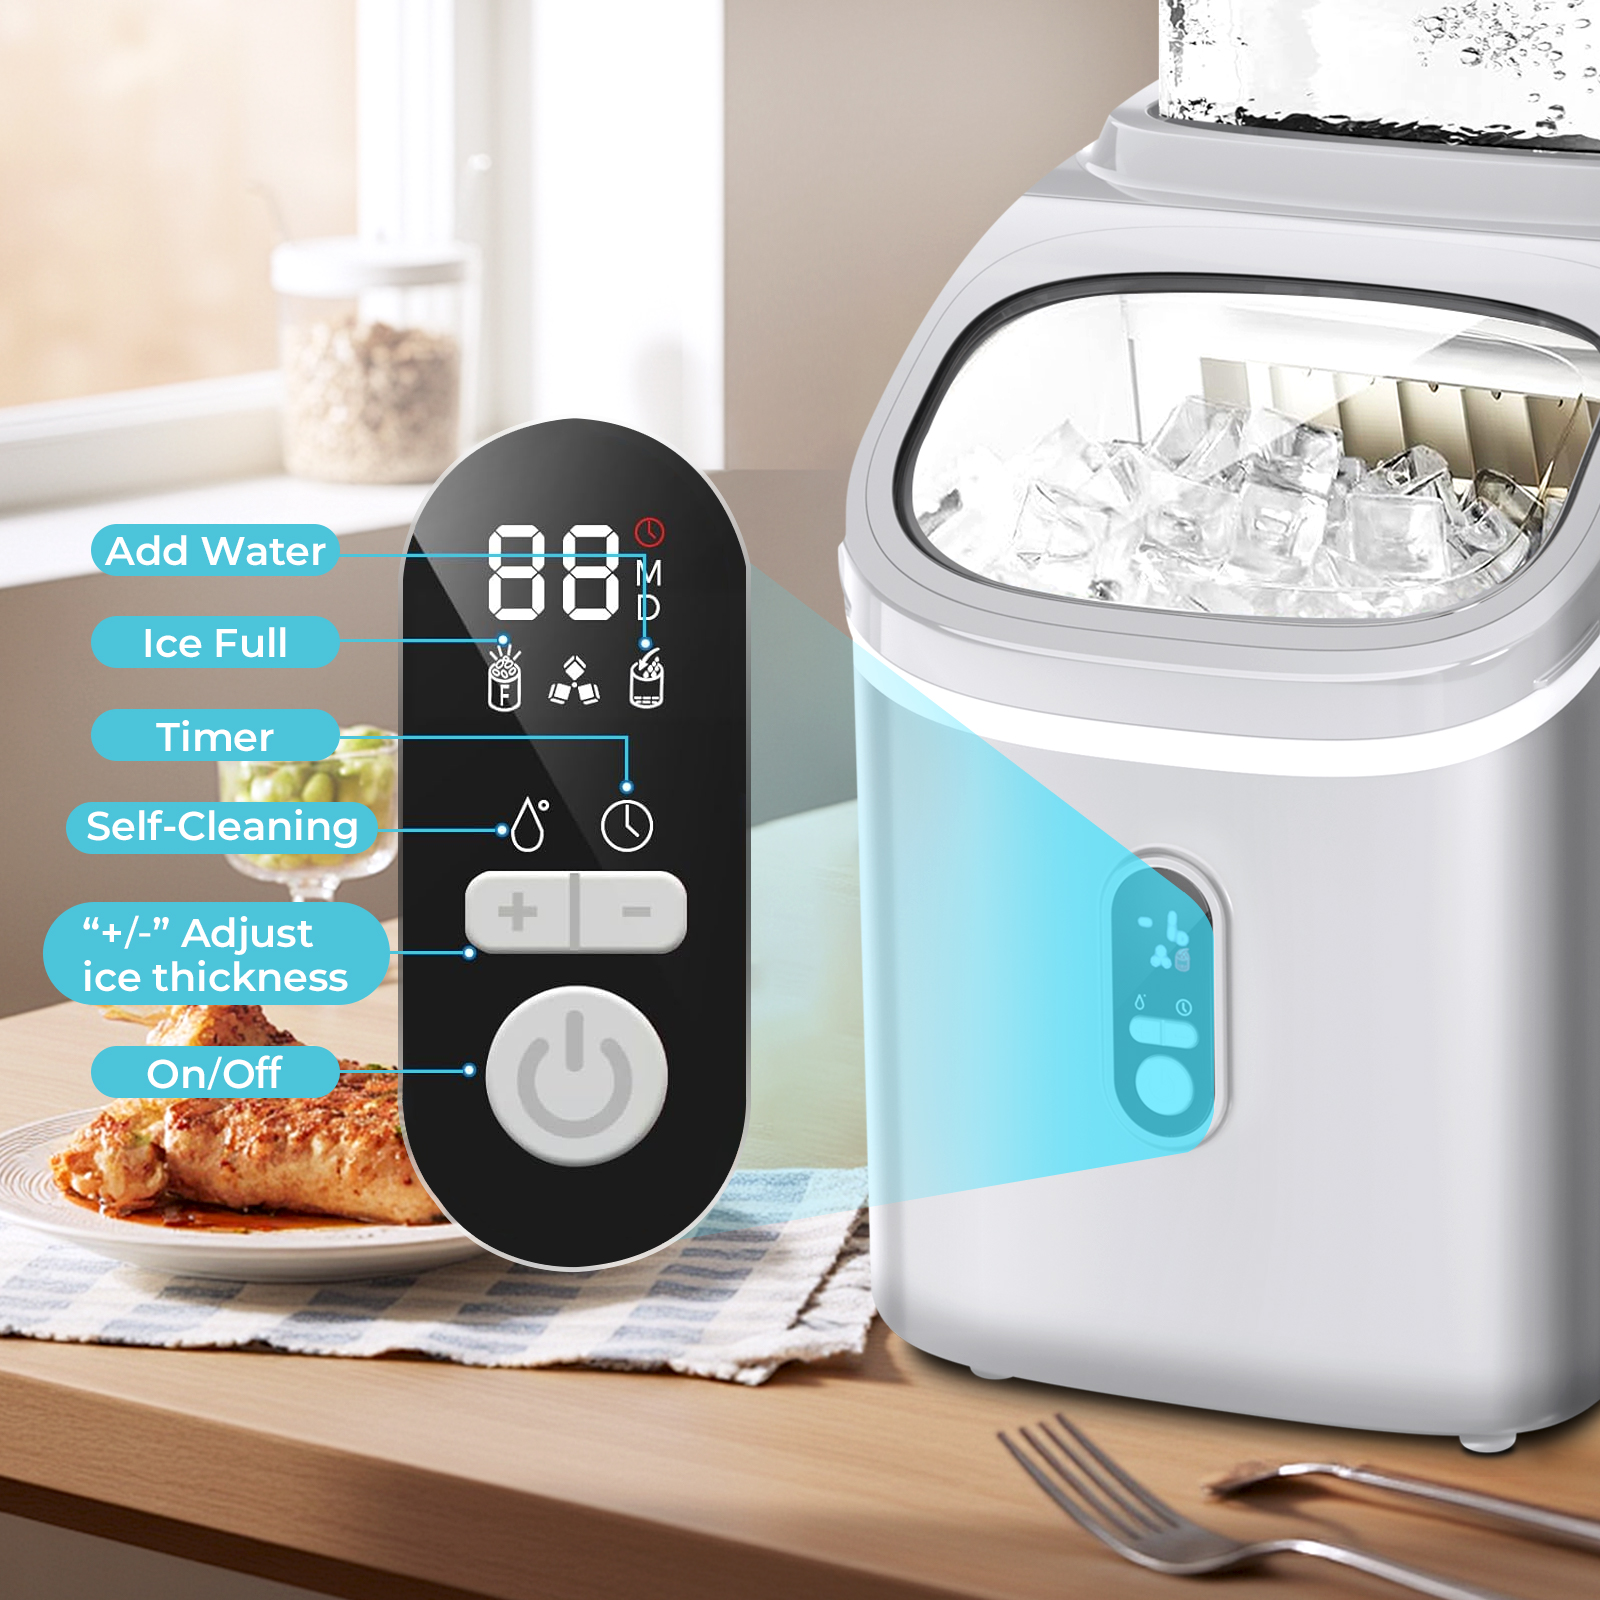 Add Water
Ice Full
Timer
Self-Cleaning
“+/-” Adjust
ice thickness
On/Off
88
M
D
F
+ -